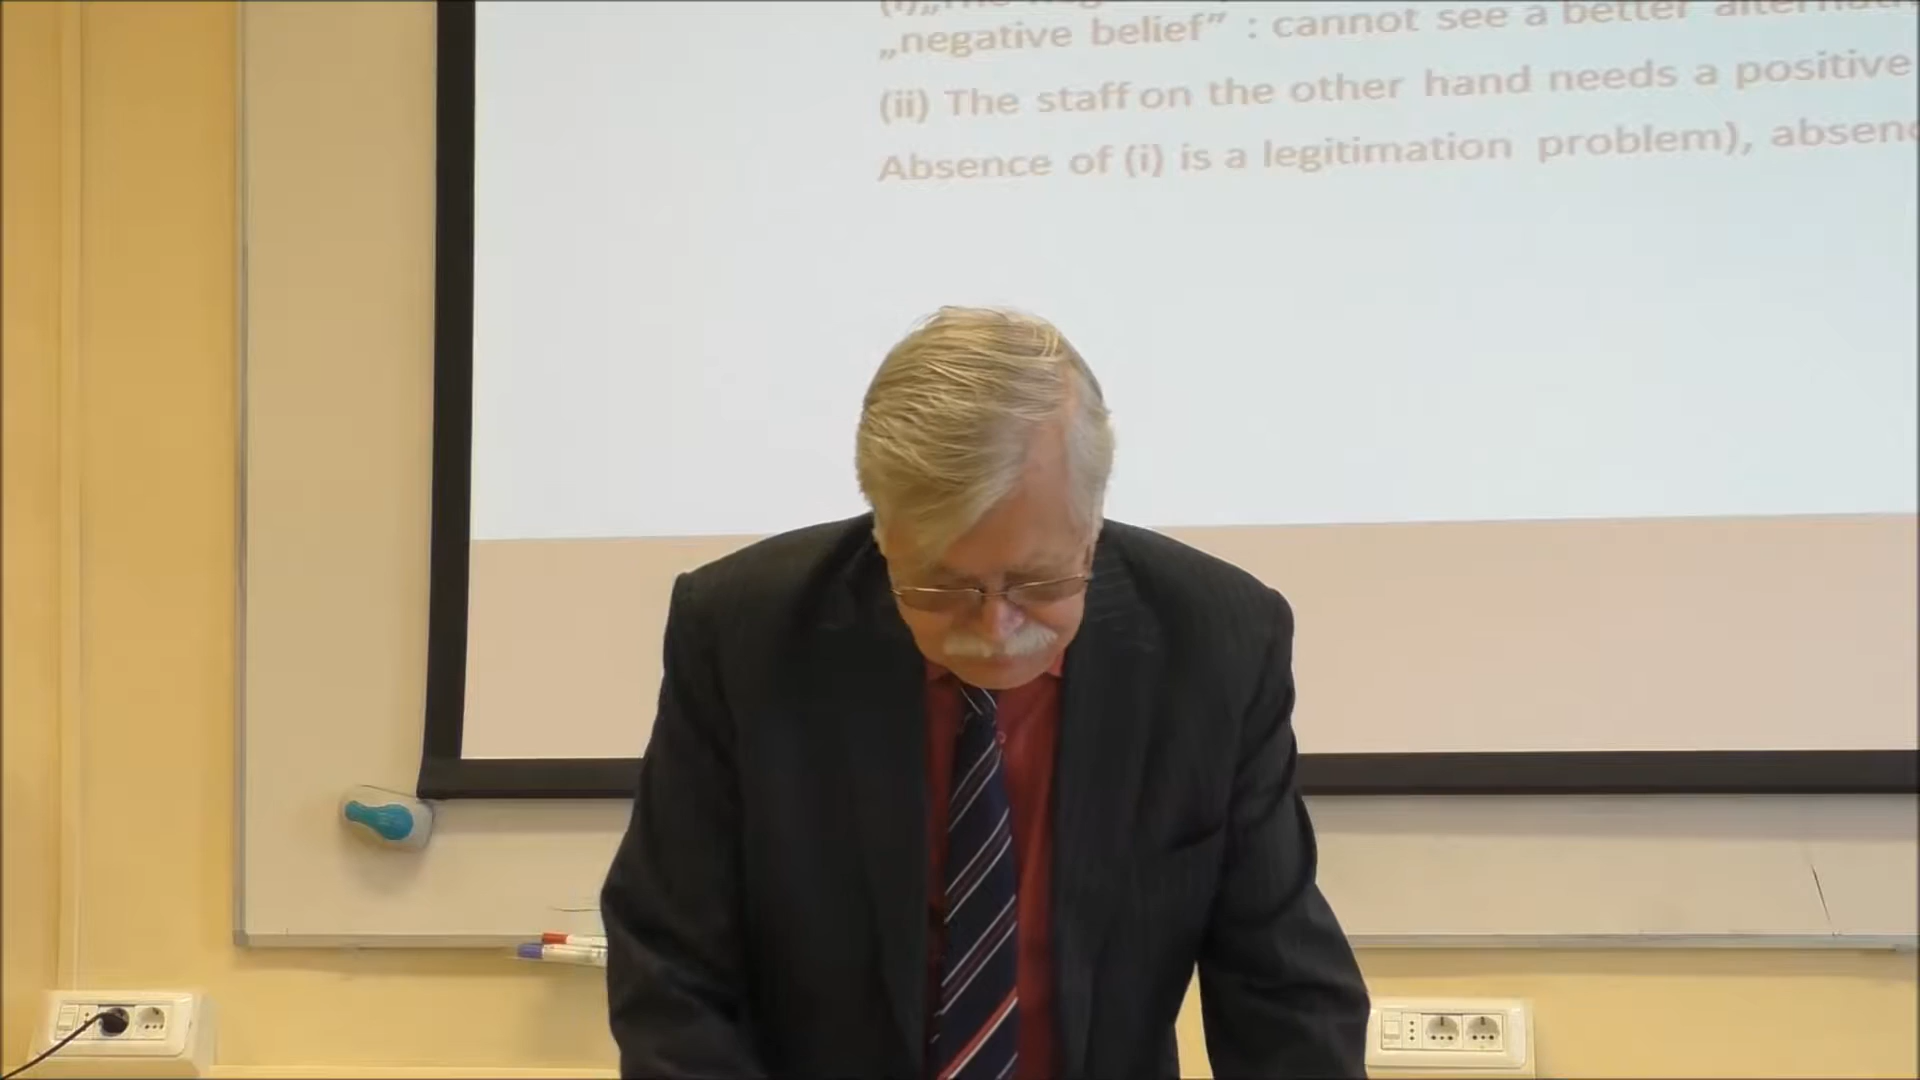 „negative belief” : cannot see a better
(ii) The staff on the other hand needs a positive
Absence of (i) is a legitimation problem), absenc